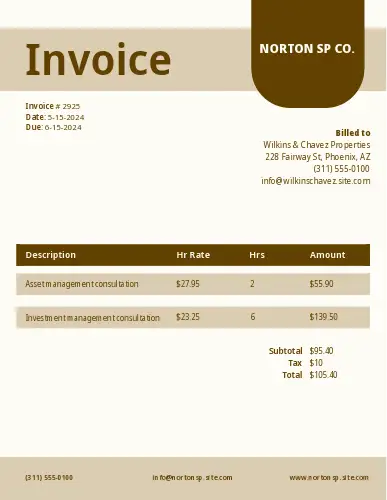 NORTON SP CO.
Invoice
Invoice # 2925
Date: 5-15-2024
Due: 6-15-2024
Billed to
Wilkins & Chavez Properties
228 Fairway St, Phoenix, AZ
(311) 555-0100
info@wilkinschavez.site.com
Description Hr Rate Hrs Amount
Asset management consultation $27.95 2 $55.90
Investment management consultation $23.25 6 $139.50
Subtotal $95.40
Tax $10
Total $105.40
(311) 555-0100 info@nortonsp.site.com www.nortonsp.site.com